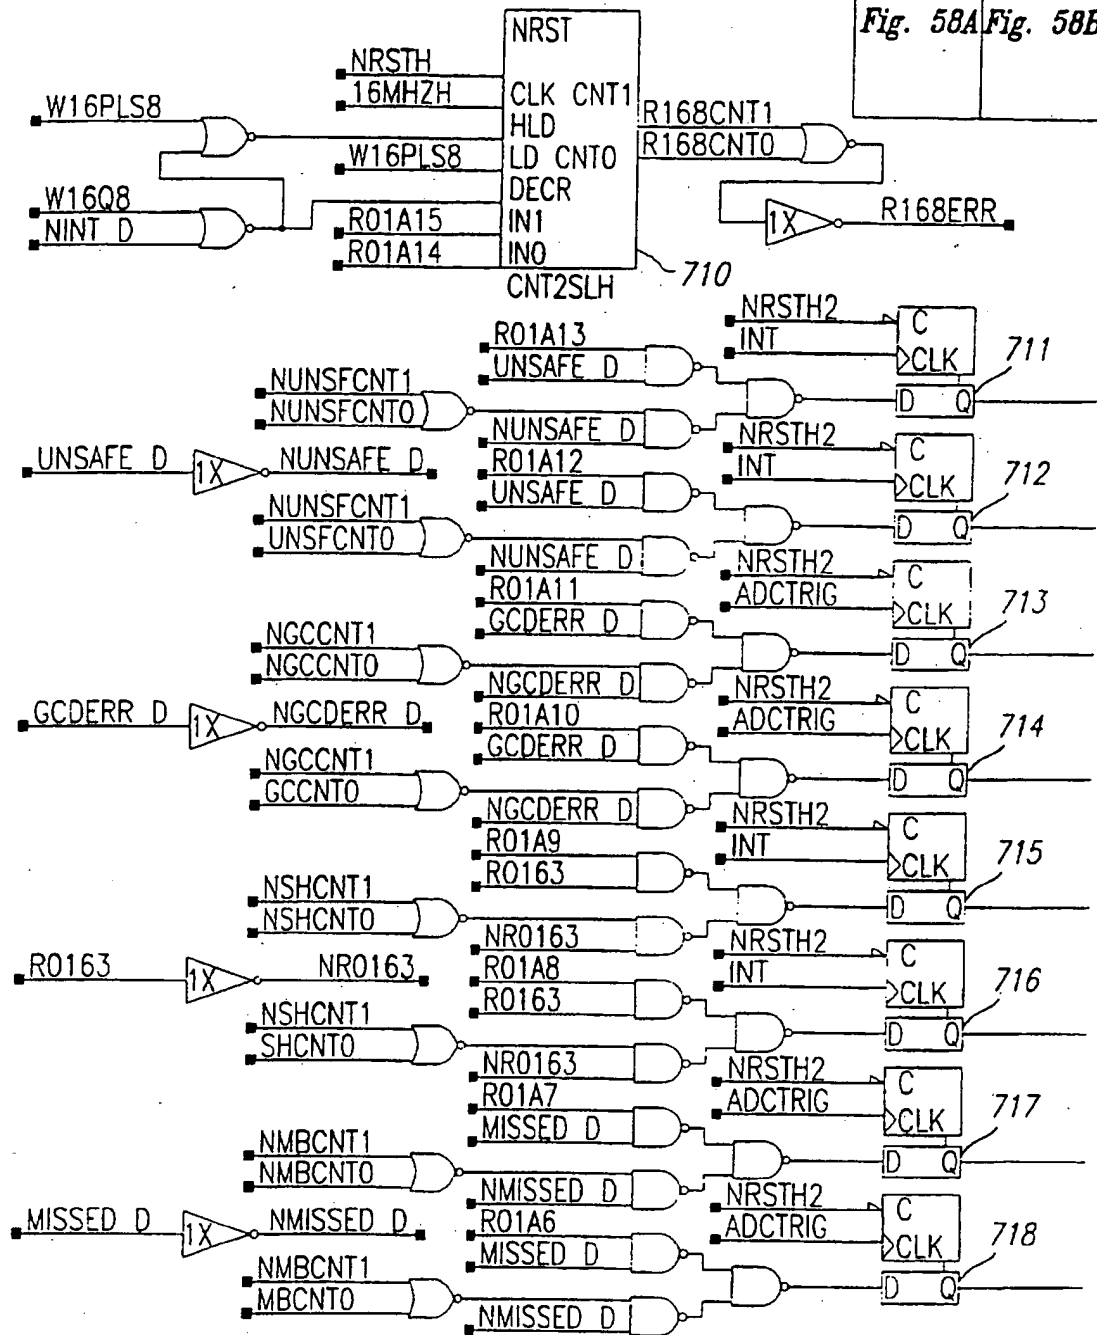 Fig. 58A Fig. 58B
NRST
NRSTH
16MHZH
CLK CNT1
W16PLS8
HLD
R168CNT1
R168CNT0
W16PLS8
LD CNT0
W16Q8
DECR
R168ERR
1X
NINT D
R01A15
IN1
R01A14
IN0
710
CNT2SLH
NRSTH2
C
R01A13
INT
CLK
711
UNSAFE D
NUNSFCNT1
D Q
NUNSFCNT0
NUNSAFE D
NRSTH2
C
UNSAFE D
1X
NUNSAFE D
R01A12
INT
CLK
712
UNSAFE D
NUNSFCNT1
D Q
UNSFCNT0
NUNSAFE D
NRSTH2
C
R01A11
ADCTRIG
CLK
713
GCDERR D
NGCCNT1
D Q
NGCCNT0
NGCDERR D
NRSTH2
C
GCDERR D
1X
NGCDERR D
R01A10
ADCTRIG
CLK
714
GCDERR D
NGCCNT1
D Q
GCCNT0
NGCDERR D
NRSTH2
C
R01A9
INT
CLK
715
R0163
NSHCNT1
D Q
NSHCNT0
NR0163
NRSTH2
C
R0163
1X
NR0163
R01A8
INT
CLK
716
R0163
NSHCNT1
D Q
SHCNT0
NR0163
NRSTH2
C
R01A7
ADCTRIG
CLK
717
MISSED D
NMBCNT1
D Q
NMBCNT0
NMISSED D
NRSTH2
C
MISSED D
1X
NMISSED D
R01A6
ADCTRIG
CLK
718
MISSED D
NMBCNT1
D Q
MBCNT0
NMISSED D